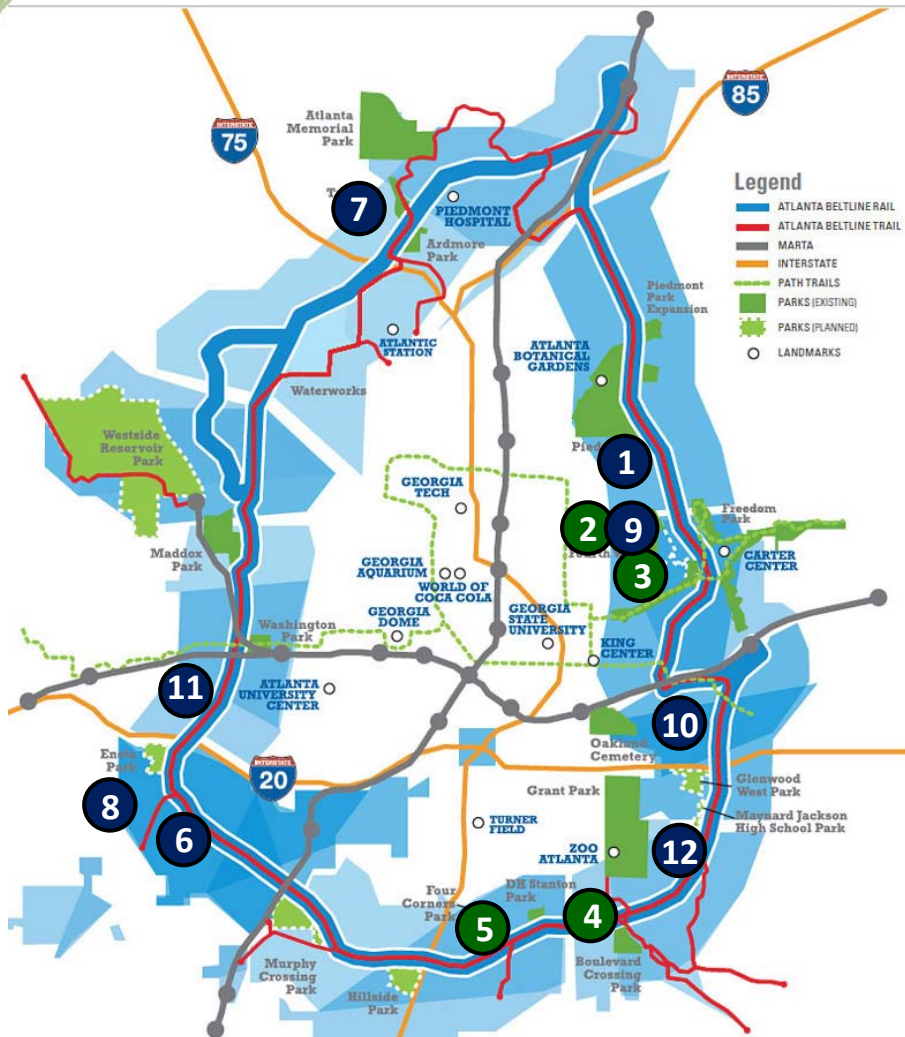 INTERSTATE
85
Atlanta
Memorial
Park
INTERSTATE
75
7
PIEDMONT
HOSPITAL
Ardmore
Park
Legend
ATLANTA BELTLINE RAIL
ATLANTA BELTLINE TRAIL
MARTA
INTERSTATE
PATH TRAILS
PARKS (EXISTING)
PARKS (PLANNED)
LANDMARKS
Piedmont
Park
Expansion
ATLANTIC
STATION
ATLANTA
BOTANICAL
GARDENS
Waterworks
Westside
Reservoir
Park
1
GEORGIA
TECH
2
9
3
Freedom
Park
CARTER
CENTER
Maddox
Park
GEORGIA
AQUARIUM
WORLD OF
COCA COLA
GEORGIA
DOME
GEORGIA
STATE
UNIVERSITY
Washington
Park
KING
CENTER
11
ATLANTA
UNIVERSITY
CENTER
10
Oakland
Cemetery
Park
INTERSTATE
20
8
6
Grant Park
Glenwood
West Park
Maynard Jackson
High School Park
TURNER
FIELD
ZOO
ATLANTA
12
Four
Corners
Park
DH Stanton
Park
5
4
Murphy
Crossing
Park
Hillside
Park
Boulevard
Crossing
Park